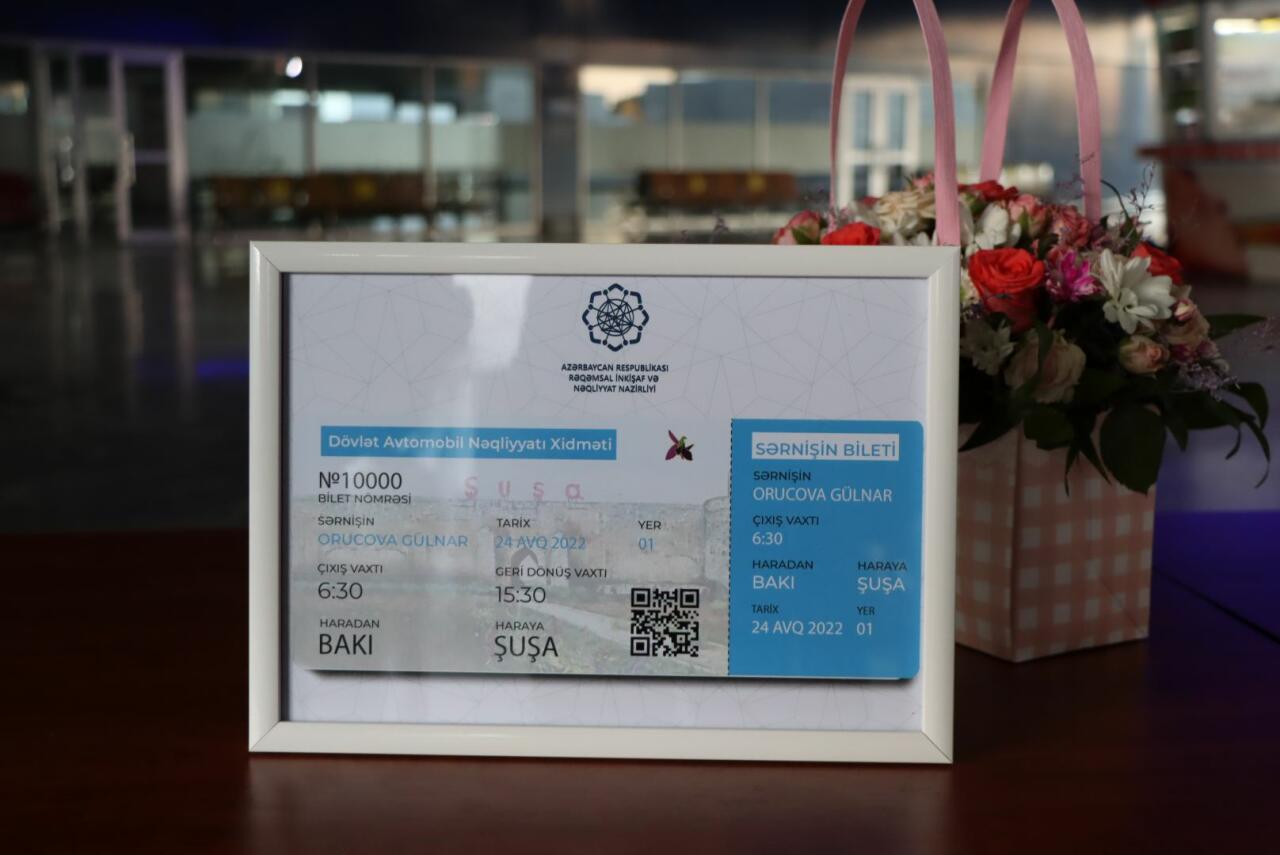 AZƏRBAYCAN RESPUBLİKASI
RƏQƏMSAL İNKİŞAF VƏ
NƏQLİYYAT NAZİRLİYİ
Dövlət Avtomobil Nəqliyyatı Xidməti
№10000
BİLET NÖMRƏSİ
Şuşa
SƏRNİŞİN
ORUCOVA GÜLNAR
TARİX
24 AVQ 2022
YER
01
ÇIXIŞ VAXTI
6:30
GERİ DÖNÜŞ VAXTI
15:30
HARADAN
BAKI
HARAYA
ŞUŞA
SƏRNİŞİN BİLETİ
SƏRNİŞİN
ORUCOVA GÜLNAR
ÇIXIŞ VAXTI
6:30
HARADAN
BAKI
HARAYA
ŞUŞA
TARİX
24 AVQ 2022
YER
01